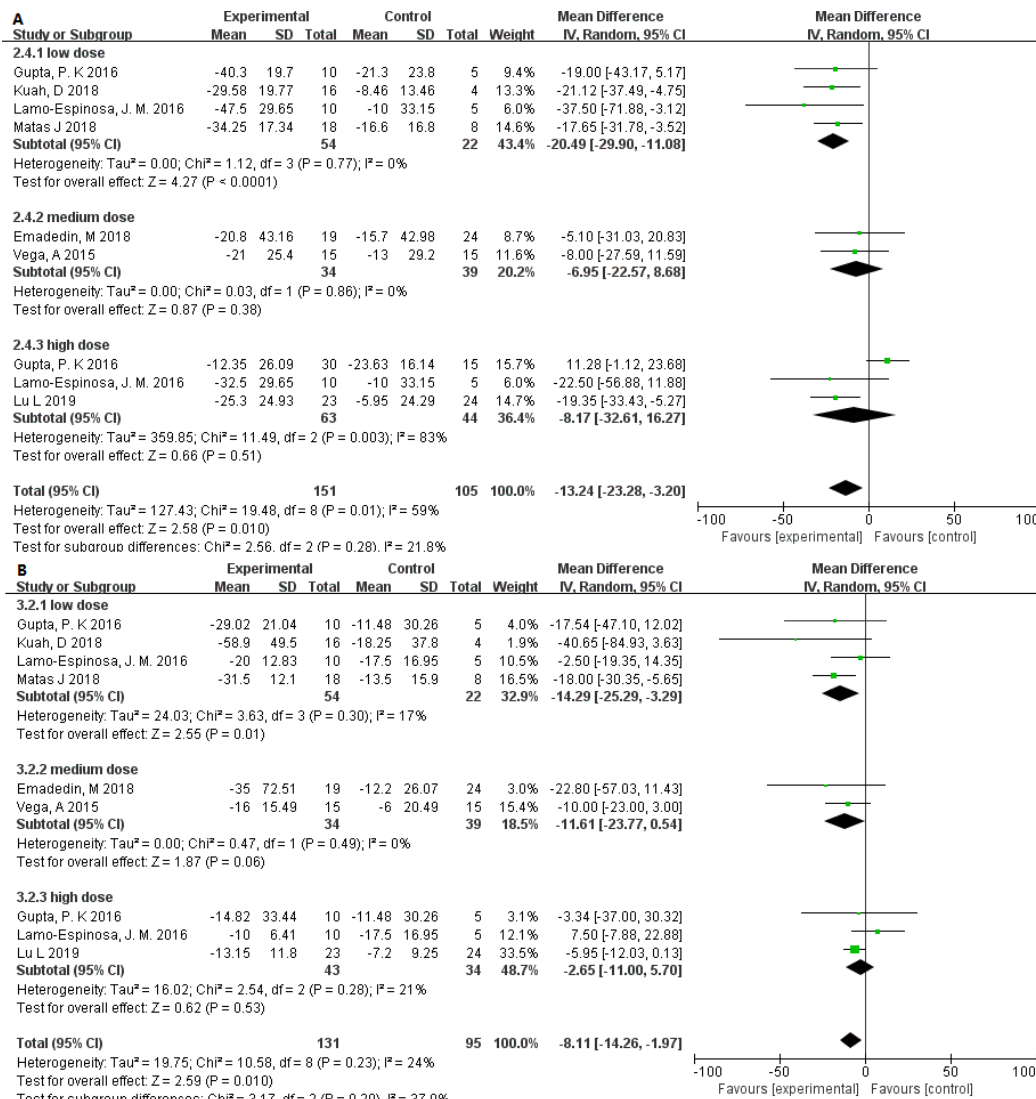 A Experimental Control Mean Difference Mean Difference
Study or Subgroup Mean SD Total Mean SD Total Weight IV, Random, 95% CI IV, Random, 95% CI
2.4.1 low dose
Gupta, P. K 2016 -40.3 19.7 10 -21.3 23.8 5 9.4% -19.00 [-43.17, 5.17]
Kuah, D 2018 -29.58 19.77 16 -8.46 13.46 4 13.3% -21.12 [-37.49, -4.75]
Lamo-Espinosa, J. M. 2016 -47.5 29.65 10 -10 33.15 5 6.0% -37.50 [-71.88, -3.12]
Matas J 2018 -34.25 17.34 18 -16.6 16.8 8 14.6% -17.65 [-31.78, -3.52]
Subtotal (95% CI) 54 22 43.4% -20.49 [-29.90, -11.08]
Heterogeneity: Tau² = 0.00; Chi² = 1.12, df = 3 (P = 0.77); I² = 0%
Test for overall effect: Z = 4.27 (P < 0.0001)
2.4.2 medium dose
Emadedin, M 2018 -20.8 43.16 19 -15.7 42.98 24 8.7% -5.10 [-31.03, 20.83]
Vega, A 2015 -21 25.4 15 -13 29.2 15 11.6% -8.00 [-27.59, 11.59]
Subtotal (95% CI) 34 39 20.2% -6.95 [-22.57, 8.68]
Heterogeneity: Tau² = 0.00; Chi² = 0.03, df = 1 (P = 0.86); I² = 0%
Test for overall effect: Z = 0.87 (P = 0.38)
2.4.3 high dose
Gupta, P. K 2016 -12.35 26.09 30 -23.63 16.14 15 15.7% 11.28 [-1.12, 23.68]
Lamo-Espinosa, J. M. 2016 -32.5 29.65 10 -10 33.15 5 6.0% -22.50 [-56.88, 11.88]
Lu L 2019 -25.3 24.93 23 -5.95 24.29 24 14.7% -19.35 [-33.43, -5.27]
Subtotal (95% CI) 63 44 36.4% -8.17 [-32.61, 16.27]
Heterogeneity: Tau² = 359.85; Chi² = 11.49, df = 2 (P = 0.003); I² = 83%
Test for overall effect: Z = 0.66 (P = 0.51)
Total (95% CI) 151 105 100.0% -13.24 [-23.28, -3.20]
Heterogeneity: Tau² = 127.43; Chi² = 19.48, df = 8 (P = 0.01); I² = 59%
Test for overall effect: Z = 2.58 (P = 0.010)
Test for subgroup differences: Chi² = 2.56, df = 2 (P = 0.28), I² = 21.8%
-100 -50 0 50 100
Favours [experimental] Favours [control]
B Experimental Control Mean Difference Mean Difference
Study or Subgroup Mean SD Total Mean SD Total Weight IV, Random, 95% CI IV, Random, 95% CI
3.2.1 low dose
Gupta, P. K 2016 -29.02 21.04 10 -11.48 30.26 5 4.0% -17.54 [-47.10, 12.02]
Kuah, D 2018 -58.9 49.5 16 -18.25 37.8 4 1.9% -40.65 [-84.93, 3.63]
Lamo-Espinosa, J. M. 2016 -20 12.83 10 -17.5 16.95 5 10.5% -2.50 [-19.35, 14.35]
Matas J 2018 -31.5 12.1 18 -13.5 15.9 8 16.5% -18.00 [-30.35, -5.65]
Subtotal (95% CI) 54 22 32.9% -14.29 [-25.29, -3.29]
Heterogeneity: Tau² = 24.03; Chi² = 3.63, df = 3 (P = 0.30); I² = 17%
Test for overall effect: Z = 2.55 (P = 0.01)
3.2.2 medium dose
Emadedin, M 2018 -35 72.51 19 -12.2 26.07 24 3.0% -22.80 [-57.03, 11.43]
Vega, A 2015 -16 15.49 15 -6 20.49 15 15.4% -10.00 [-23.00, 3.00]
Subtotal (95% CI) 34 39 18.5% -11.61 [-23.77, 0.54]
Heterogeneity: Tau² = 0.00; Chi² = 0.47, df = 1 (P = 0.49); I² = 0%
Test for overall effect: Z = 1.87 (P = 0.06)
3.2.3 high dose
Gupta, P. K 2016 -14.82 33.44 10 -11.48 30.26 5 3.1% -3.34 [-37.00, 30.32]
Lamo-Espinosa, J. M. 2016 -10 6.41 10 -17.5 16.95 5 12.1% 7.50 [-7.88, 22.88]
Lu L 2019 -13.15 11.8 23 -7.2 9.25 24 33.5% -5.95 [-12.03, 0.13]
Subtotal (95% CI) 43 34 48.7% -2.65 [-11.00, 5.70]
Heterogeneity: Tau² = 16.02; Chi² = 2.54, df = 2 (P = 0.28); I² = 21%
Test for overall effect: Z = 0.62 (P = 0.53)
Total (95% CI) 131 95 100.0% -8.11 [-14.26, -1.97]
Heterogeneity: Tau² = 19.75; Chi² = 10.58, df = 8 (P = 0.23); I² = 24%
Test for overall effect: Z = 2.59 (P = 0.010)
Test for subgroup differences: Chi² = 3.17, df = 2 (P = 0.20), I² = 37.0%
-100 -50 0 50 100
Favours [experimental] Favours [control]